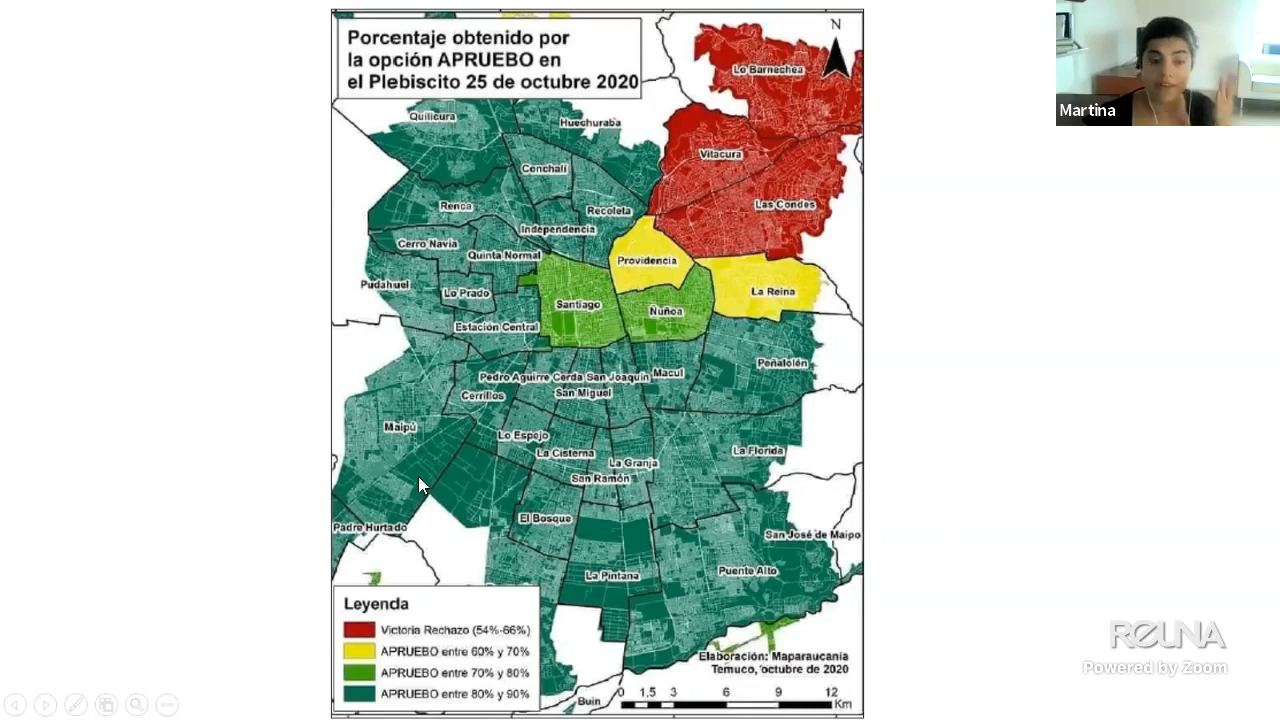 Porcentaje obtenido por
la opción APRUEBO en
el Plebiscito 25 de octubre 2020
N
Martina
Lo Barnechea
Quilicura
Huechuraba
Vitacura
Conchalí
Las Condes
Renca
Recoleta
Independencia
Cerro Navia
Quinta Normal
Providencia
Pudahuel
Lo Prado
La Reina
Santiago
Ñuñoa
Estación Central
Peñalolén
Pedro Aguirre Cerda San Joaquín Macul
Cerrillos
San Miguel
Maipú
Lo Espejo
La Cisterna
La Florida
La Granja
San Ramón
El Bosque
Padre Hurtado
San José de Maipo
La Pintana
Puente Alto
Leyenda
Victoria Rechazo (54%-66%)
APRUEBO entre 60% y 70%
APRUEBO entre 70% y 80%
APRUEBO entre 80% y 90%
Elaboración: Maparaucanía
Temuco, octubre de 2020
Buin
0 1,5 3 6 9 12
Km
REUNA
Powered by Zoom